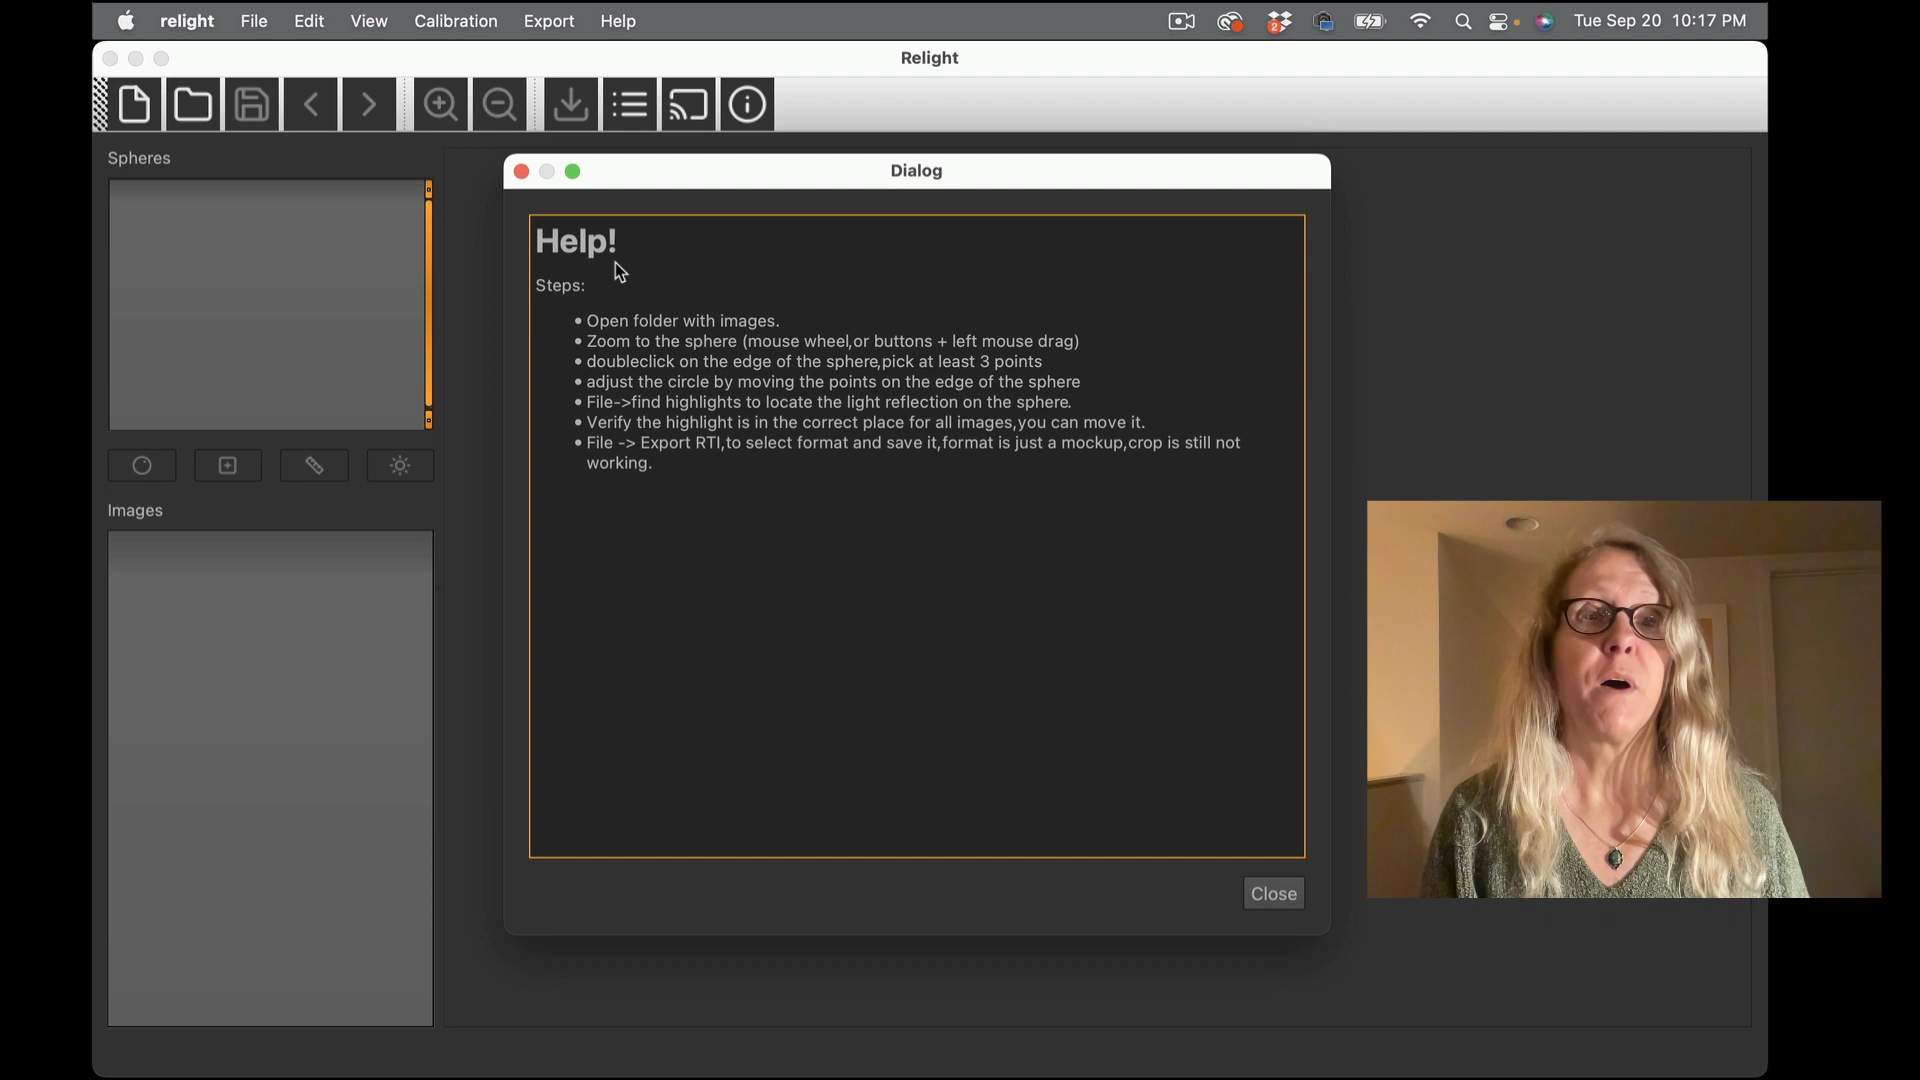 relight File Edit View Calibration Export Help
2
Tue Sep 20 10:17 PM
Relight
Spheres
Images
Dialog
Help!
Steps:
• Open folder with images.
• Zoom to the sphere (mouse wheel,or buttons + left mouse drag)
• doubleclick on the edge of the sphere,pick at least 3 points
• adjust the circle by moving the points on the edge of the sphere
• File->find highlights to locate the light reflection on the sphere.
• Verify the highlight is in the correct place for all images,you can move it.
• File -> Export RTI,to select format and save it,format is just a mockup,crop is still not
working.
Close